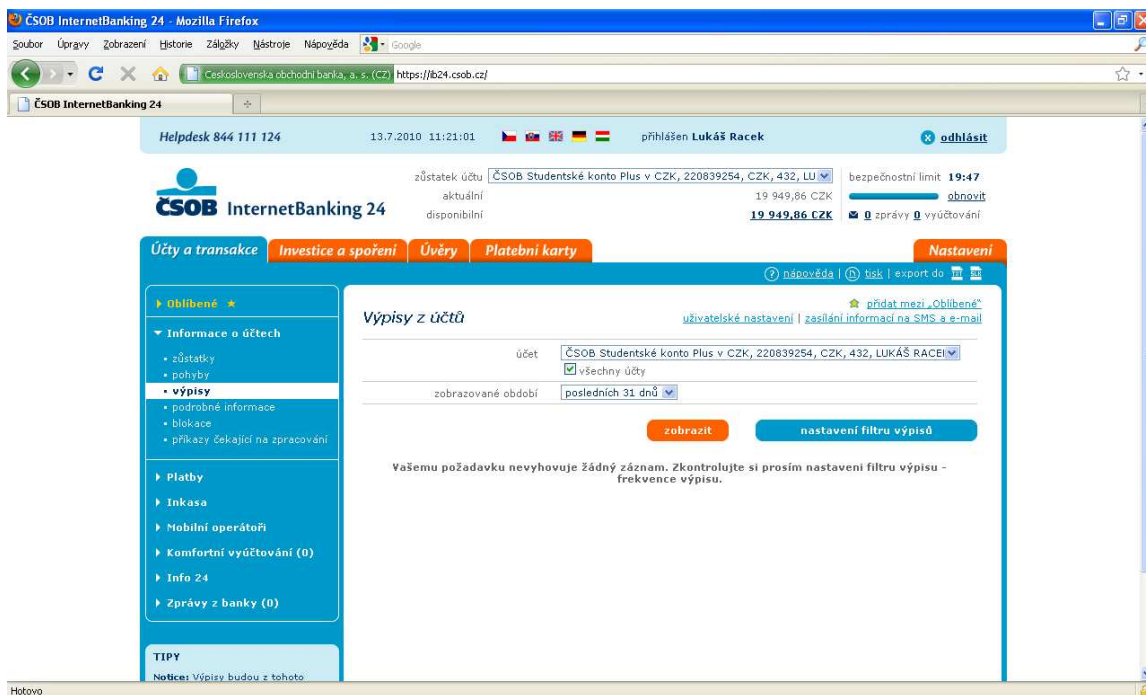 ČSOB InternetBanking 24 - Mozilla Firefox
Soubor Úpravy Zobrazení Historie Záložky Nástroje Nápověda Google
Československá obchodní banka, a. s. (CZ) https://ib24.csob.cz/
ČSOB InternetBanking 24
Helpdesk 844 111 124 13.7.2010 11:21:01 přihlášen Lukáš Racek odhlásit
zůstatek účtu ČSOB Studentské konto Plus v CZK, 220839254, CZK, 432, LU bezpečnostní limit 19:47
aktuální 19 949,86 CZK obnovit
ČSOB InternetBanking 24 disponibilní 19 949,86 CZK 0 zprávy 0 vyúčtování
Účty a transakce Investice a spoření Úvěry Platební karty Nastavení
nápověda | tisk | export do TXT
Oblíbené
přidat mezi „Oblíbené"
Výpisy z účtů
uživatelské nastavení | zasílání informací na SMS a e-mail
Informace o účtech
zůstatky
pohyby
výpisy
podrobné informace
blokace
příkazy čekající na zpracování
účet ČSOB Studentské konto Plus v CZK, 220839254, CZK, 432, LUKÁŠ RACE
všechny účty
zobrazované období posledních 31 dnů
zobrazit nastavení filtru výpisů
Vašemu požadavku nevyhovuje žádný záznam. Zkontrolujte si prosím nastaveni filtru výpisu -
frekvence výpisu.
Platby
Inkasa
Mobilní operátoři
Komfortní vyúčtování (0)
Info 24
Zprávy z banky (0)
TIPY
Notice: Výpisy budou z tohoto
Hotovo